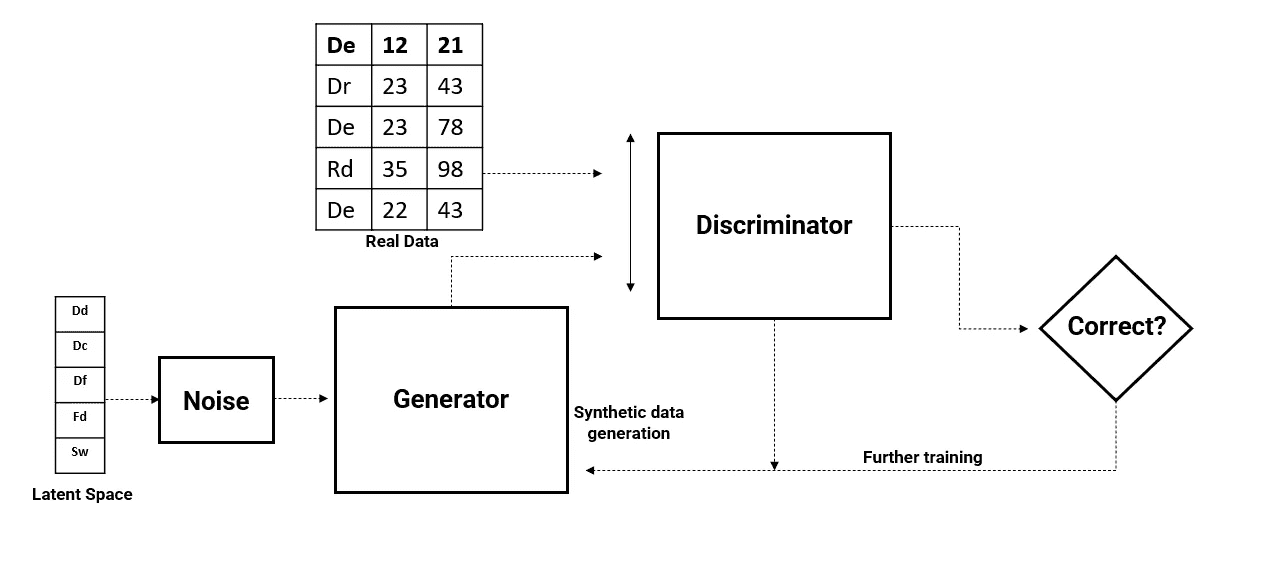 De 12 21
Dr 23 43
De 23 78
Rd 35 98
De 22 43
Real Data
Discriminator
Correct?
Dd
Dc
Df
Fd
Sw
Latent Space
Noise
Generator
Synthetic data
generation
Further training